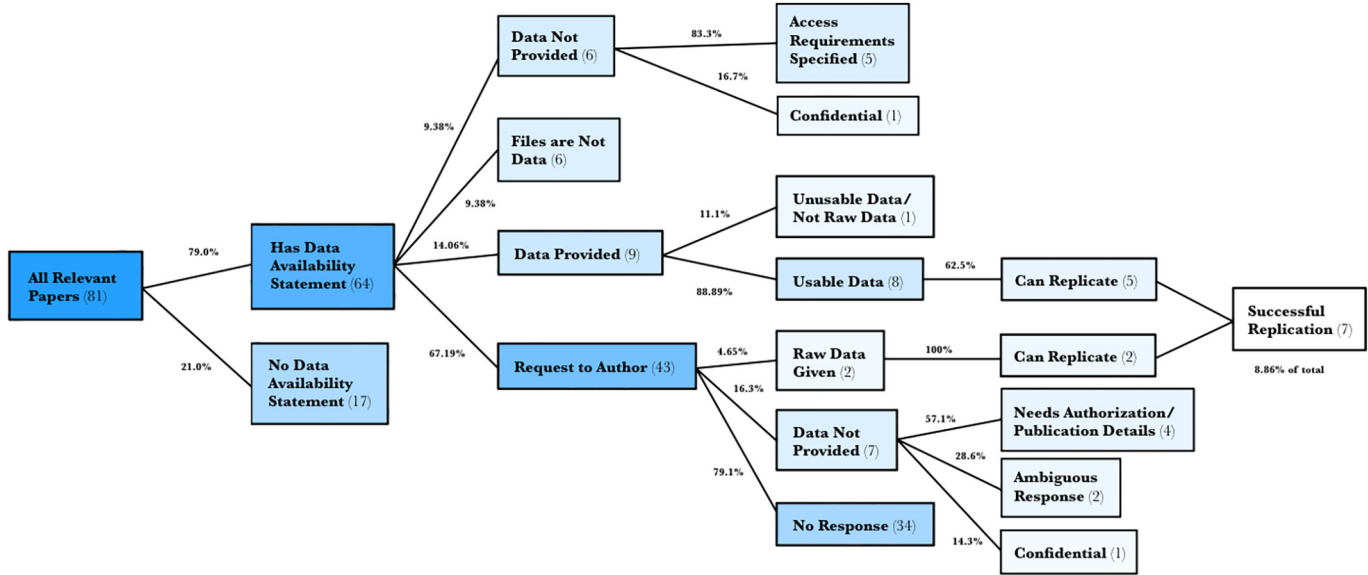 All Relevant
Papers (81)
79.0%
21.0%
Has Data
Availability
Statement (64)
No Data
Availability
Statement (17)
9.38%
9.38%
14.06%
67.19%
Data Not
Provided (6)
83.3%
16.7%
Access
Requirements
Specified (5)
Confidential (1)
Files are Not
Data (6)
Data Provided (9)
11.1%
88.89%
Unusable Data/
Not Raw Data (1)
Usable Data (8)
62.5%
Can Replicate (5)
Request to Author (43)
4.65%
16.3%
79.1%
Raw Data
Given (2)
100%
Can Replicate (2)
Successful
Replication (7)
8.86% of total
Data Not
Provided (7)
57.1%
28.6%
14.3%
Needs Authorization/
Publication Details (4)
Ambiguous
Response (2)
Confidential (1)
No Response (34)